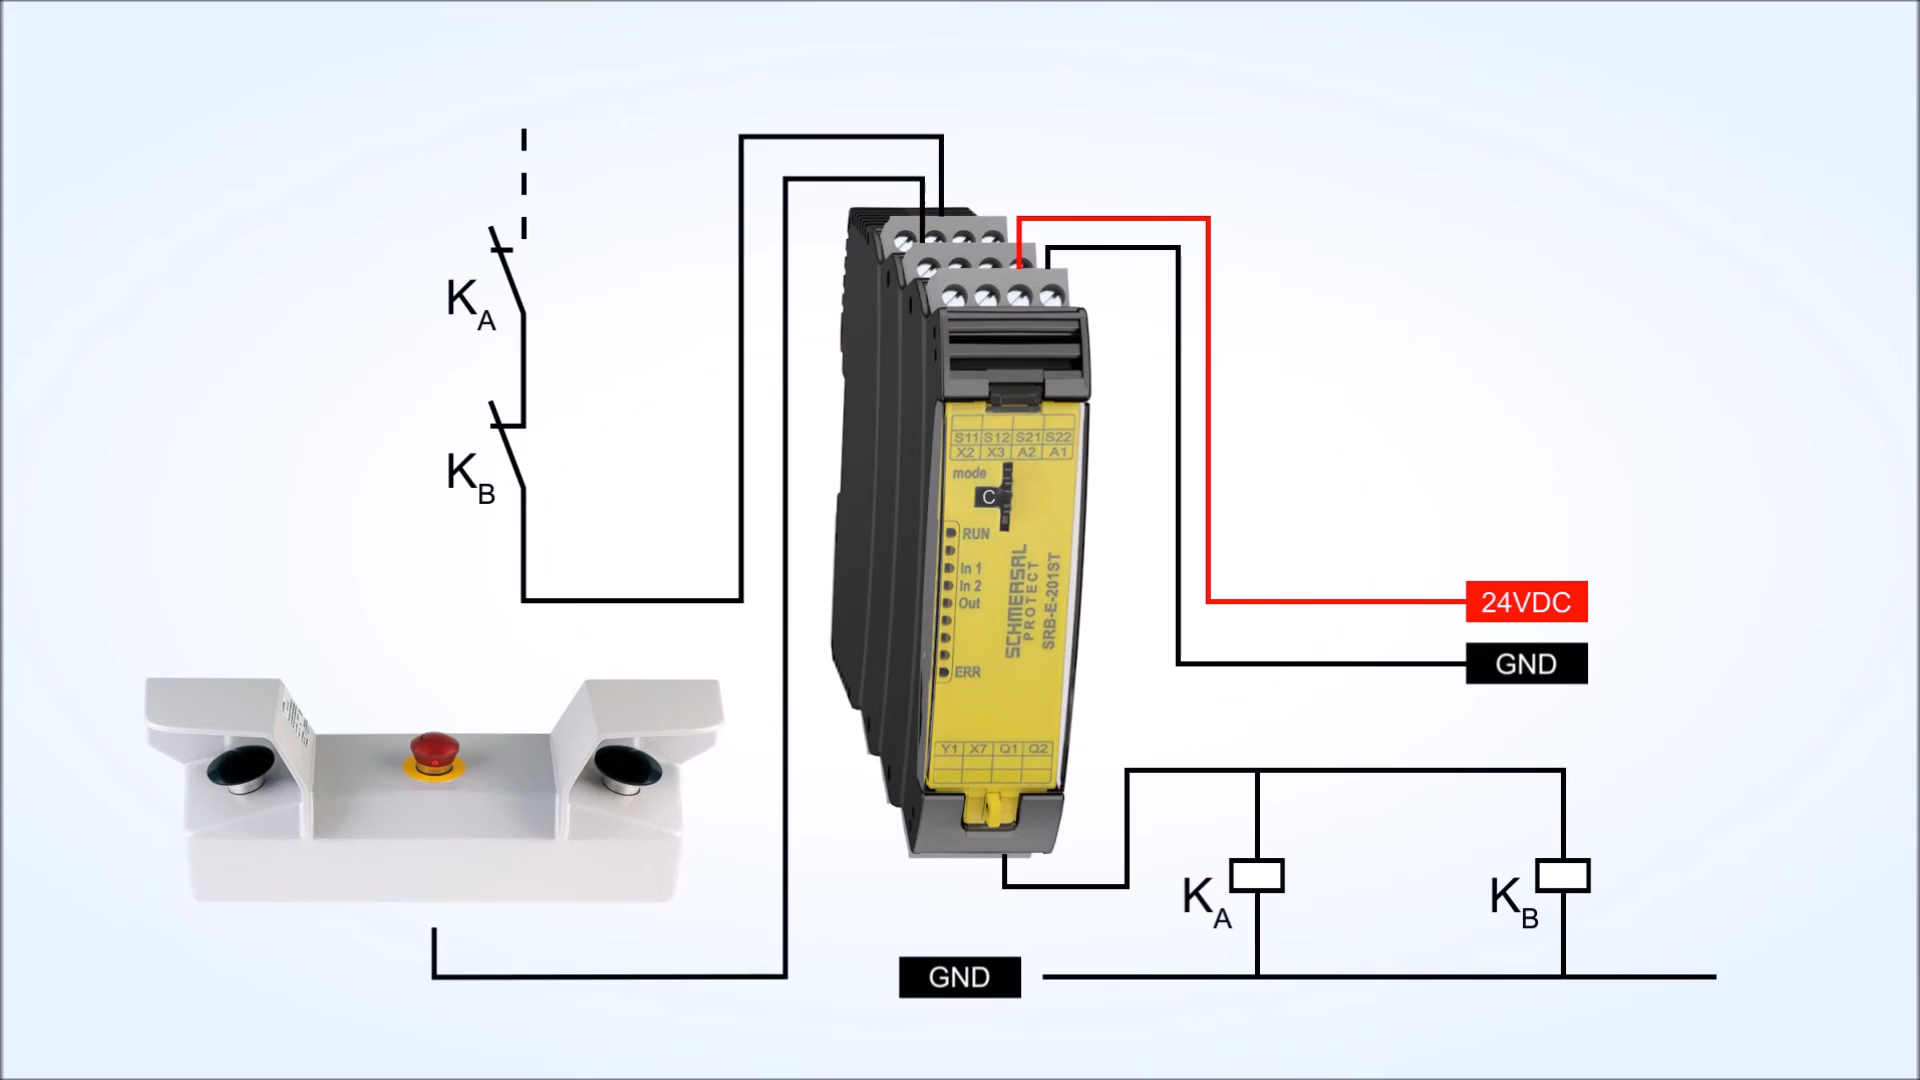 KA
KB
S11 S12 S21 S22
X2 X3 A2 A1
mode
C
RUN
In 1
In 2
Out
ERR
SCHMERSAL
PROTECT
SRB-E-201ST
Y1 X7 Q1 Q2
24VDC
GND
KA
KB
GND